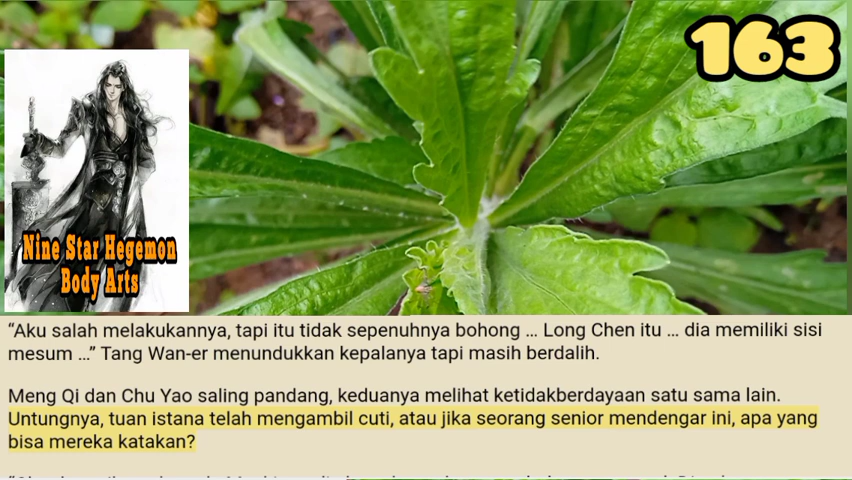 163
Nine Star Hegemon
Body Arts
“Aku salah melakukannya, tapi itu tidak sepenuhnya bohong ... Long Chen itu ... dia memiliki sisi
mesum ...” Tang Wan-er menundukkan kepalanya tapi masih berdalih.
Meng Qi dan Chu Yao saling pandang, keduanya melihat ketidakberdayaan satu sama lain.
Untungnya, tuan istana telah mengambil cuti, atau jika seorang senior mendengar ini, apa yang
bisa mereka katakan?